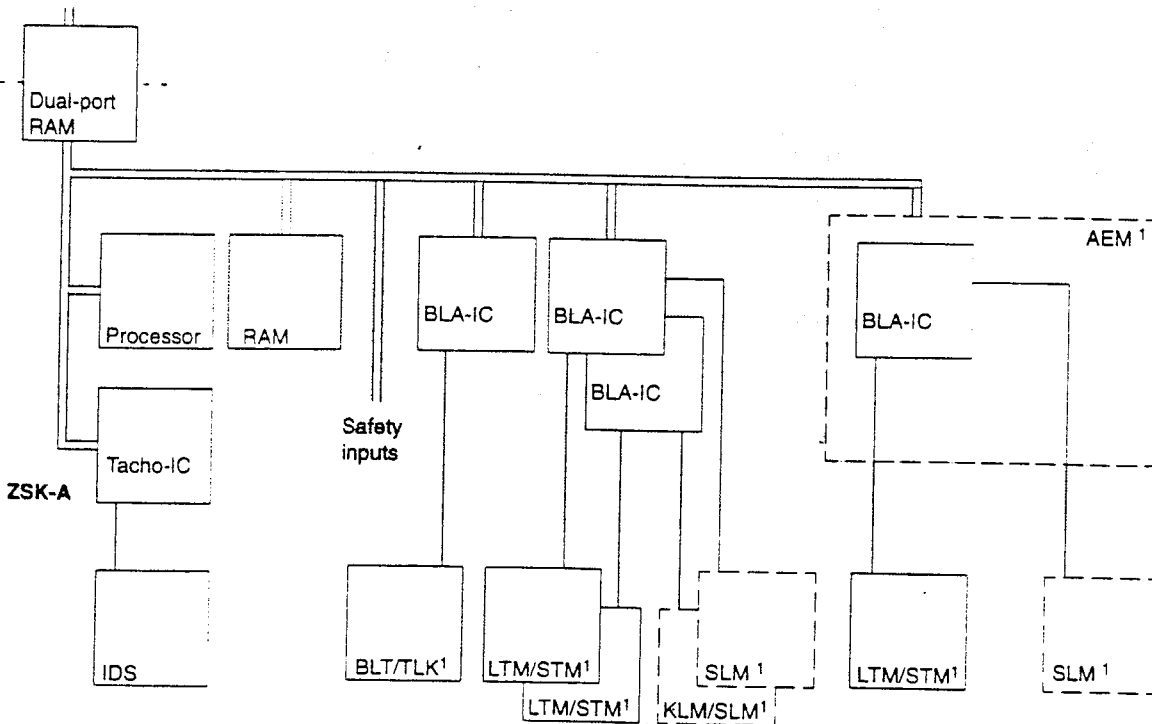 Dual-port
RAM
AEM ¹
Processor
RAM
BLA-IC
BLA-IC
BLA-IC
BLA-IC
Safety
inputs
Tacho-IC
ZSK-A
IDS
BLT/TLK¹
LTM/STM¹
LTM/STM¹
SLM ¹
KLM/SLM¹
LTM/STM¹
SLM ¹